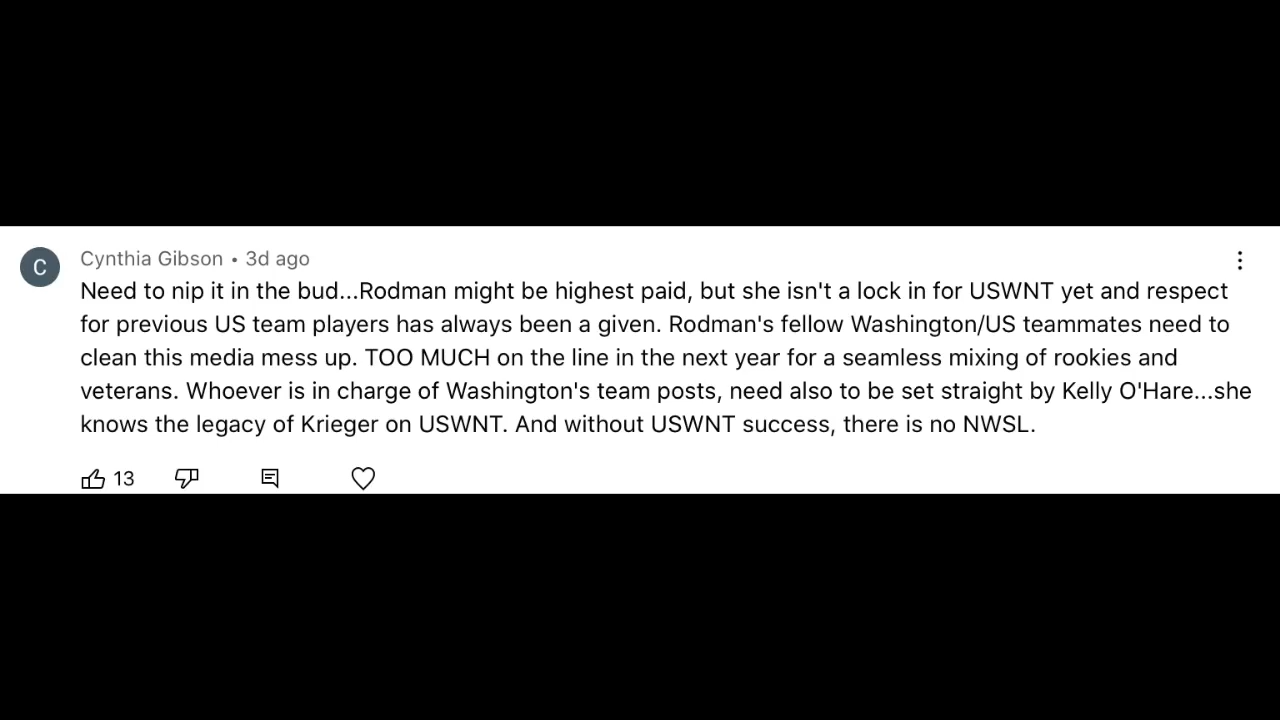 C
Cynthia Gibson • 3d ago
Need to nip it in the bud...Rodman might be highest paid, but she isn't a lock in for USWNT yet and respect
for previous US team players has always been a given. Rodman's fellow Washington/US teammates need to
clean this media mess up. TOO MUCH on the line in the next year for a seamless mixing of rookies and
veterans. Whoever is in charge of Washington's team posts, need also to be set straight by Kelly O'Hare...she
knows the legacy of Krieger on USWNT. And without USWNT success, there is no NWSL.
13